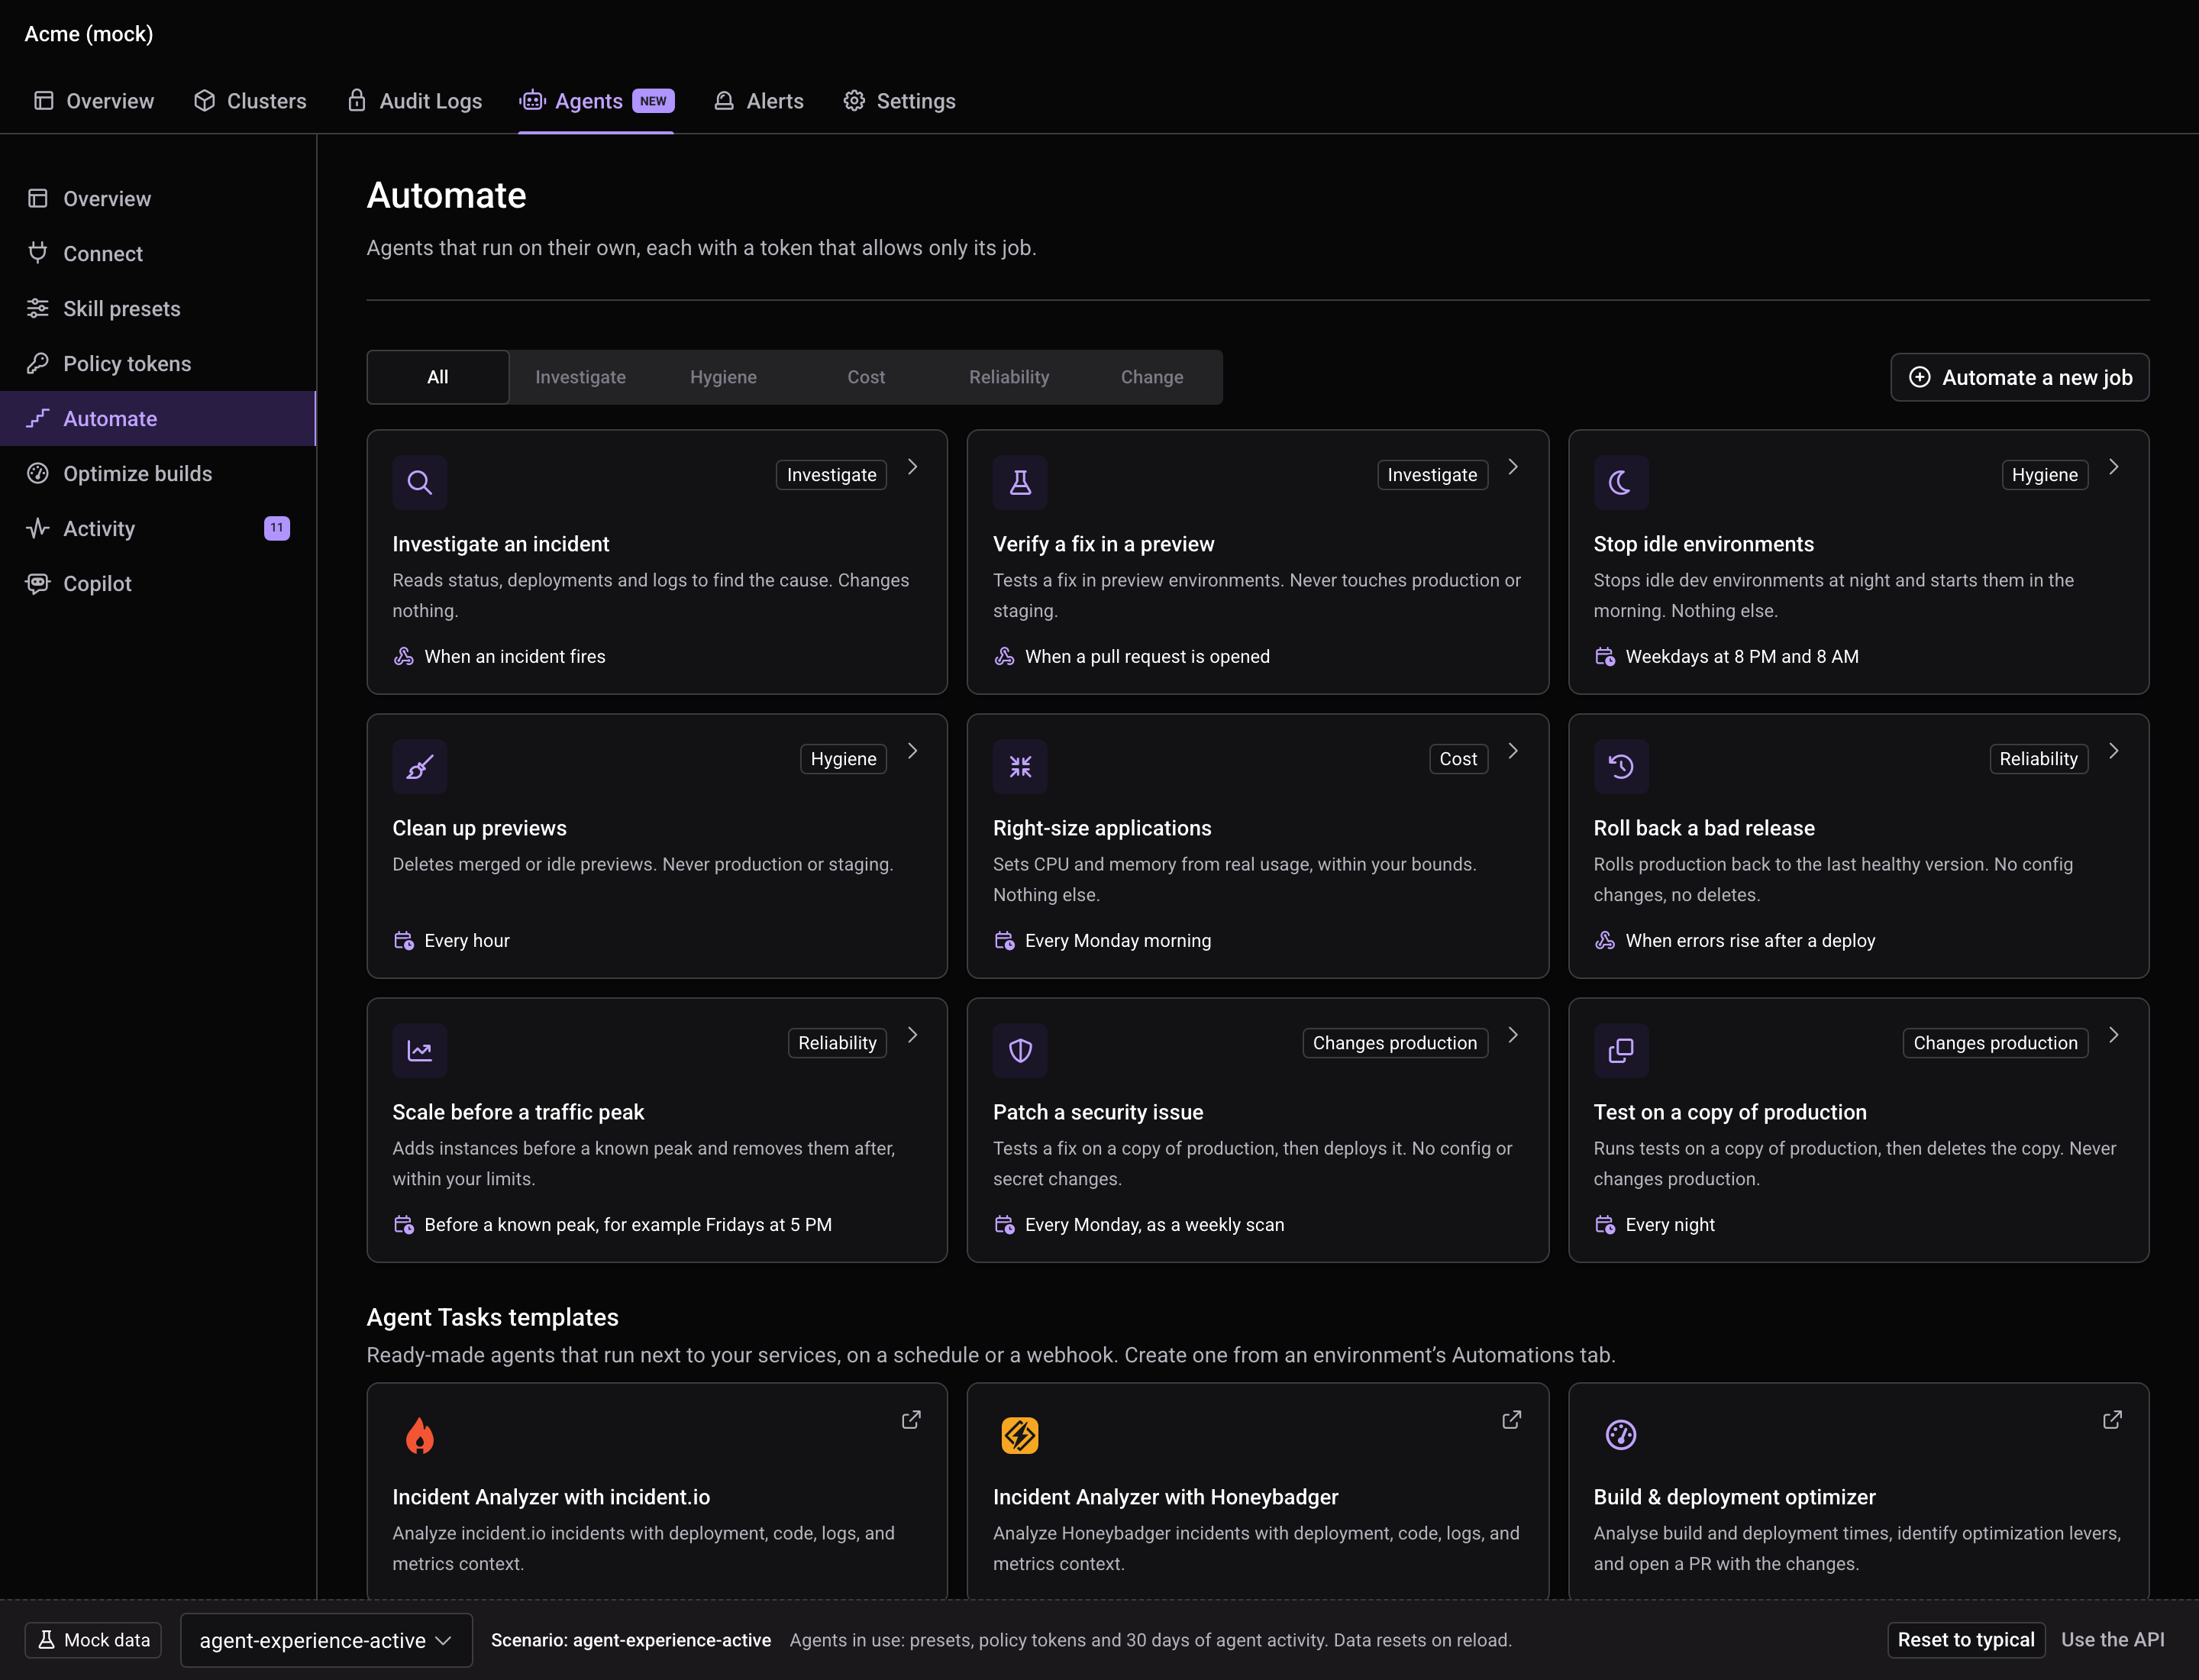 Acme (mock)
Overview
Clusters
Audit Logs
Agents NEW
Alerts
Settings
Overview
Connect
Skill presets
Policy tokens
Automate
Optimize builds
Activity 11
Copilot
Automate
Agents that run on their own, each with a token that allows only its job.
All Investigate Hygiene Cost Reliability Change
Automate a new job
Investigate
Investigate an incident
Reads status, deployments and logs to find the cause. Changes
nothing.
When an incident fires
Investigate
Verify a fix in a preview
Tests a fix in preview environments. Never touches production or
staging.
When a pull request is opened
Hygiene
Stop idle environments
Stops idle dev environments at night and starts them in the
morning. Nothing else.
Weekdays at 8 PM and 8 AM
Hygiene
Clean up previews
Deletes merged or idle previews. Never production or staging.
Every hour
Cost
Right-size applications
Sets CPU and memory from real usage, within your bounds.
Nothing else.
Every Monday morning
Reliability
Roll back a bad release
Rolls production back to the last healthy version. No config
changes, no deletes.
When errors rise after a deploy
Reliability
Scale before a traffic peak
Adds instances before a known peak and removes them after,
within your limits.
Before a known peak, for example Fridays at 5 PM
Changes production
Patch a security issue
Tests a fix on a copy of production, then deploys it. No config or
secret changes.
Every Monday, as a weekly scan
Changes production
Test on a copy of production
Runs tests on a copy of production, then deletes the copy. Never
changes production.
Every night
Agent Tasks templates
Ready-made agents that run next to your services, on a schedule or a webhook. Create one from an environment’s Automations tab.
Incident Analyzer with incident.io
Analyze incident.io incidents with deployment, code, logs, and
metrics context.
Incident Analyzer with Honeybadger
Analyze Honeybadger incidents with deployment, code, logs, and
metrics context.
Build & deployment optimizer
Analyse build and deployment times, identify optimization levers,
and open a PR with the changes.
Mock data
agent-experience-active
Scenario: agent-experience-active Agents in use: presets, policy tokens and 30 days of agent activity. Data resets on reload.
Reset to typical
Use the API